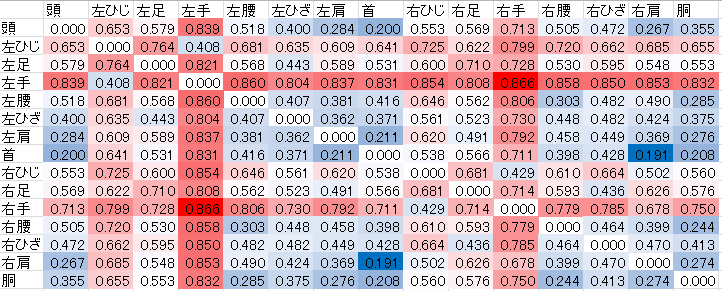 頭 左ひじ 左足 左手 左腰 左ひざ 左肩 首 右ひじ 右足 右手 右腰 右ひざ 右肩 胴
頭 0.000 0.653 0.579 0.839 0.518 0.400 0.284 0.200 0.553 0.569 0.713 0.505 0.472 0.267 0.355
左ひじ 0.653 0.000 0.764 0.408 0.681 0.635 0.609 0.641 0.725 0.622 0.799 0.720 0.662 0.685 0.655
左足 0.579 0.764 0.000 0.821 0.568 0.443 0.589 0.531 0.600 0.710 0.728 0.530 0.595 0.548 0.553
左手 0.839 0.408 0.821 0.000 0.860 0.804 0.837 0.831 0.854 0.808 0.866 0.858 0.850 0.853 0.832
左腰 0.518 0.681 0.568 0.860 0.000 0.407 0.381 0.416 0.646 0.562 0.806 0.303 0.482 0.490 0.285
左ひざ 0.400 0.635 0.443 0.804 0.407 0.000 0.362 0.371 0.561 0.523 0.730 0.448 0.482 0.424 0.375
左肩 0.284 0.609 0.589 0.837 0.381 0.362 0.000 0.211 0.620 0.491 0.792 0.458 0.449 0.369 0.276
首 0.200 0.641 0.531 0.831 0.416 0.371 0.211 0.000 0.538 0.566 0.711 0.398 0.428 0.191 0.208
右ひじ 0.553 0.725 0.600 0.854 0.646 0.561 0.620 0.538 0.000 0.681 0.429 0.610 0.664 0.502 0.560
右足 0.569 0.622 0.710 0.808 0.562 0.523 0.491 0.566 0.681 0.000 0.714 0.593 0.436 0.626 0.576
右手 0.713 0.799 0.728 0.866 0.806 0.730 0.792 0.711 0.429 0.714 0.000 0.779 0.785 0.678 0.750
右腰 0.505 0.720 0.530 0.858 0.303 0.448 0.458 0.398 0.610 0.593 0.779 0.000 0.464 0.399 0.244
右ひざ 0.472 0.662 0.595 0.850 0.482 0.482 0.449 0.428 0.664 0.436 0.785 0.464 0.000 0.470 0.413
右肩 0.267 0.685 0.548 0.853 0.490 0.424 0.369 0.191 0.502 0.626 0.678 0.399 0.470 0.000 0.274
胴 0.355 0.655 0.553 0.832 0.285 0.375 0.276 0.208 0.560 0.576 0.750 0.244 0.413 0.274 0.000